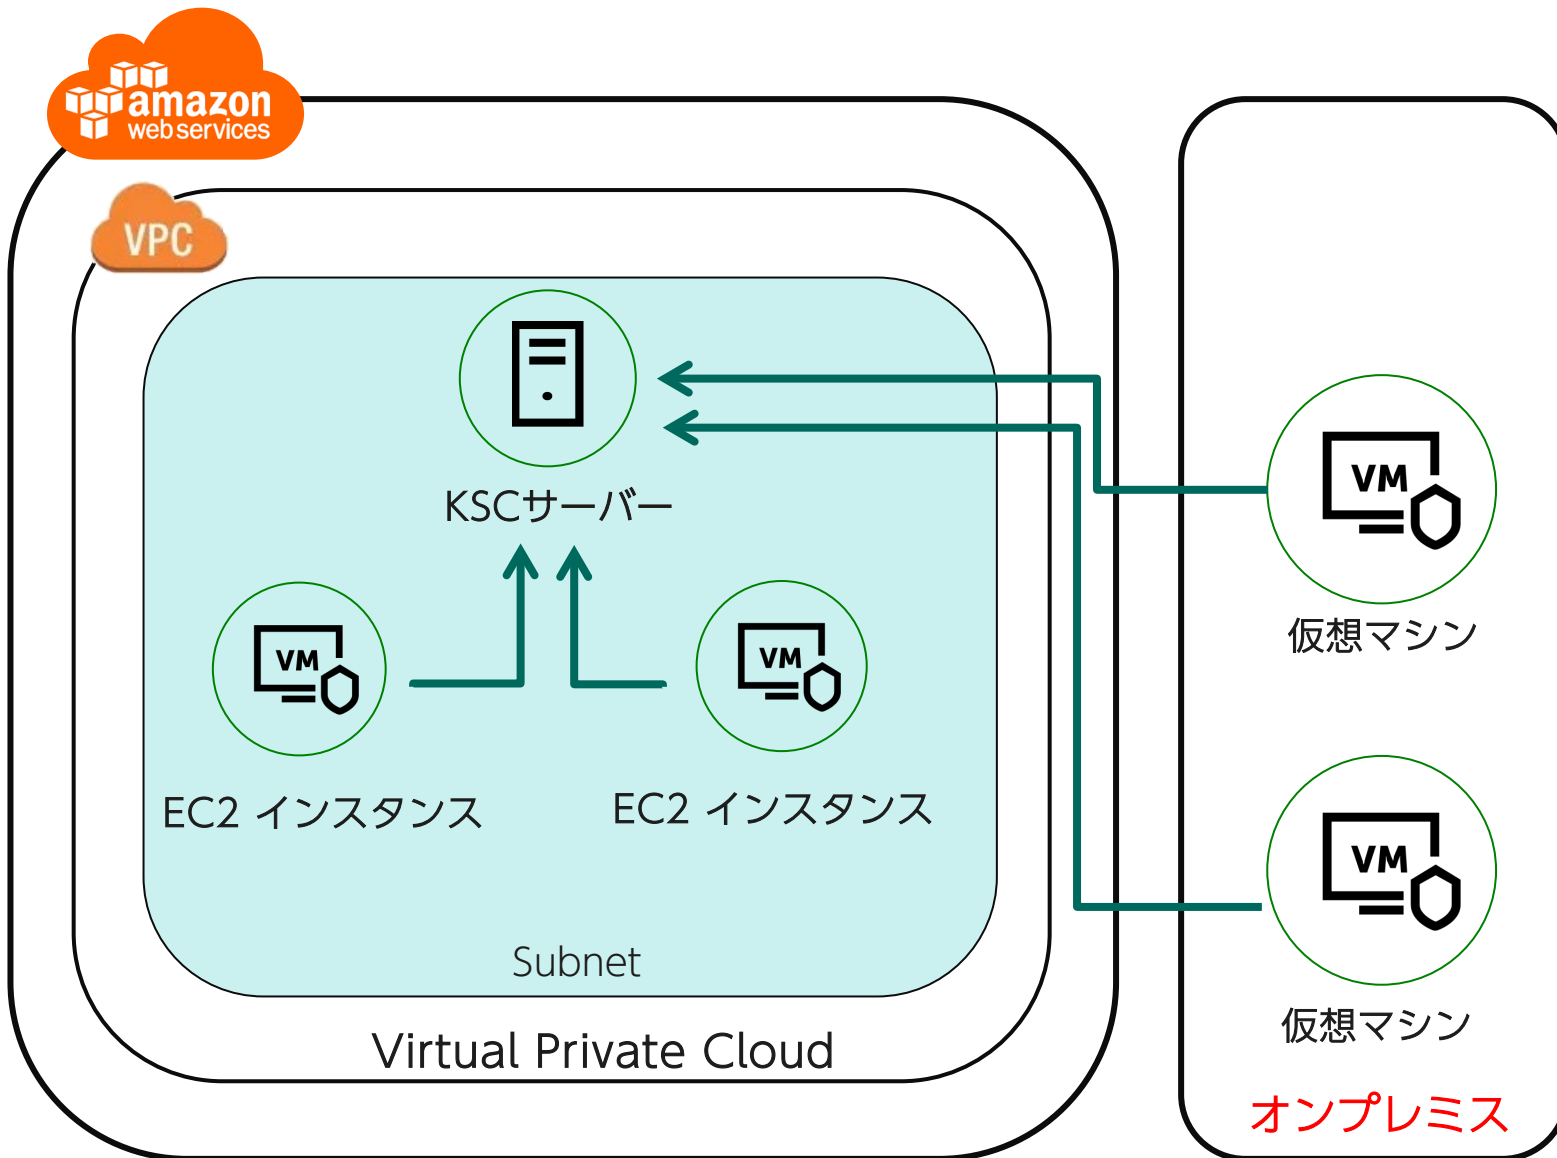 amazon
web services
VPC
KSCサーバー
VM
VM
EC2 インスタンス
EC2 インスタンス
Subnet
Virtual Private Cloud
VM
仮想マシン
VM
仮想マシン
オンプレミス